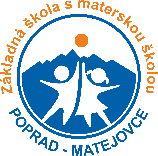 Základná škola s materskou školou
POPRAD - MATEJOVCE